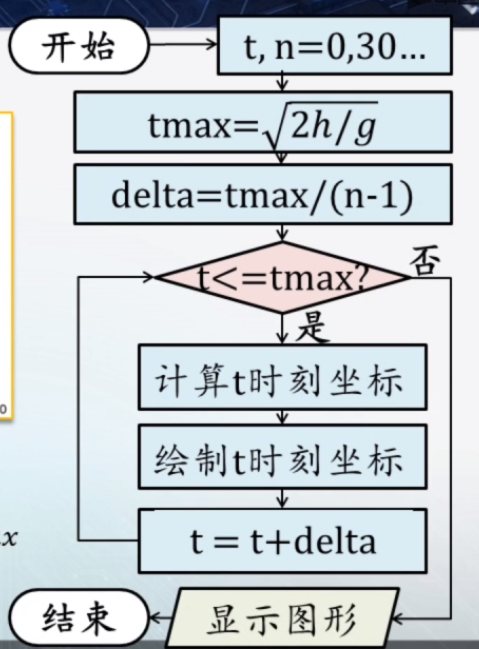 开始
t, n=0,30...
tmax=√2h/g
delta=tmax/(n-1)
t<=tmax?
否
是
计算t时刻坐标
绘制t时刻坐标
x
t = t+delta
结束
显示图形
0